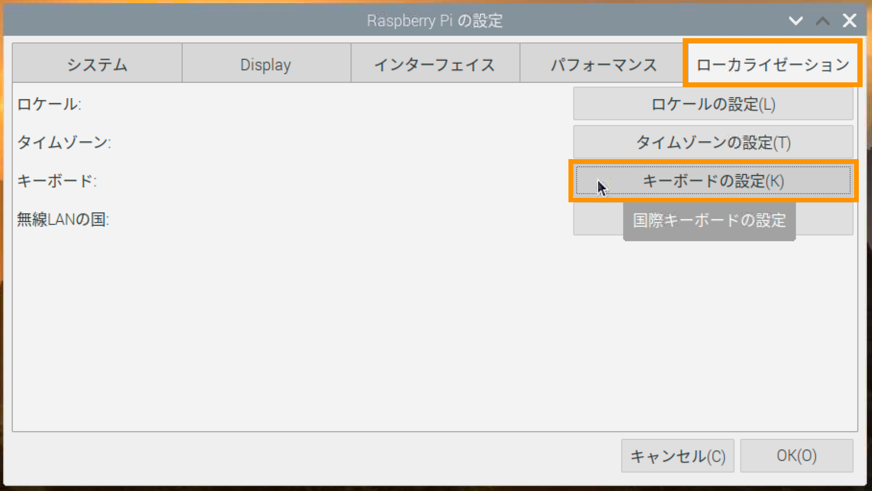 Raspberry Pi の設定
システム Display インターフェイス パフォーマンス ローカライゼーション
ロケール: ロケールの設定(L)
タイムゾーン: タイムゾーンの設定(T)
キーボード: キーボードの設定(K)
無線LANの国: 国際キーボードの設定
キャンセル(C) OK(O)